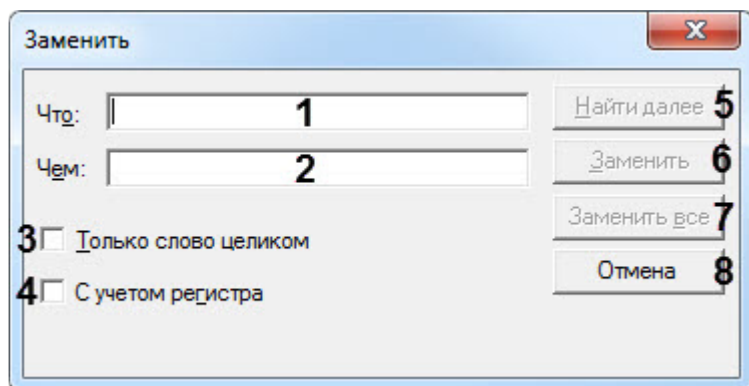 Заменить
Что: 1
Найти далее 5
Чем: 2
Заменить 6
Заменить все 7
3 Только слово целиком
Отмена 8
4 С учетом регистра